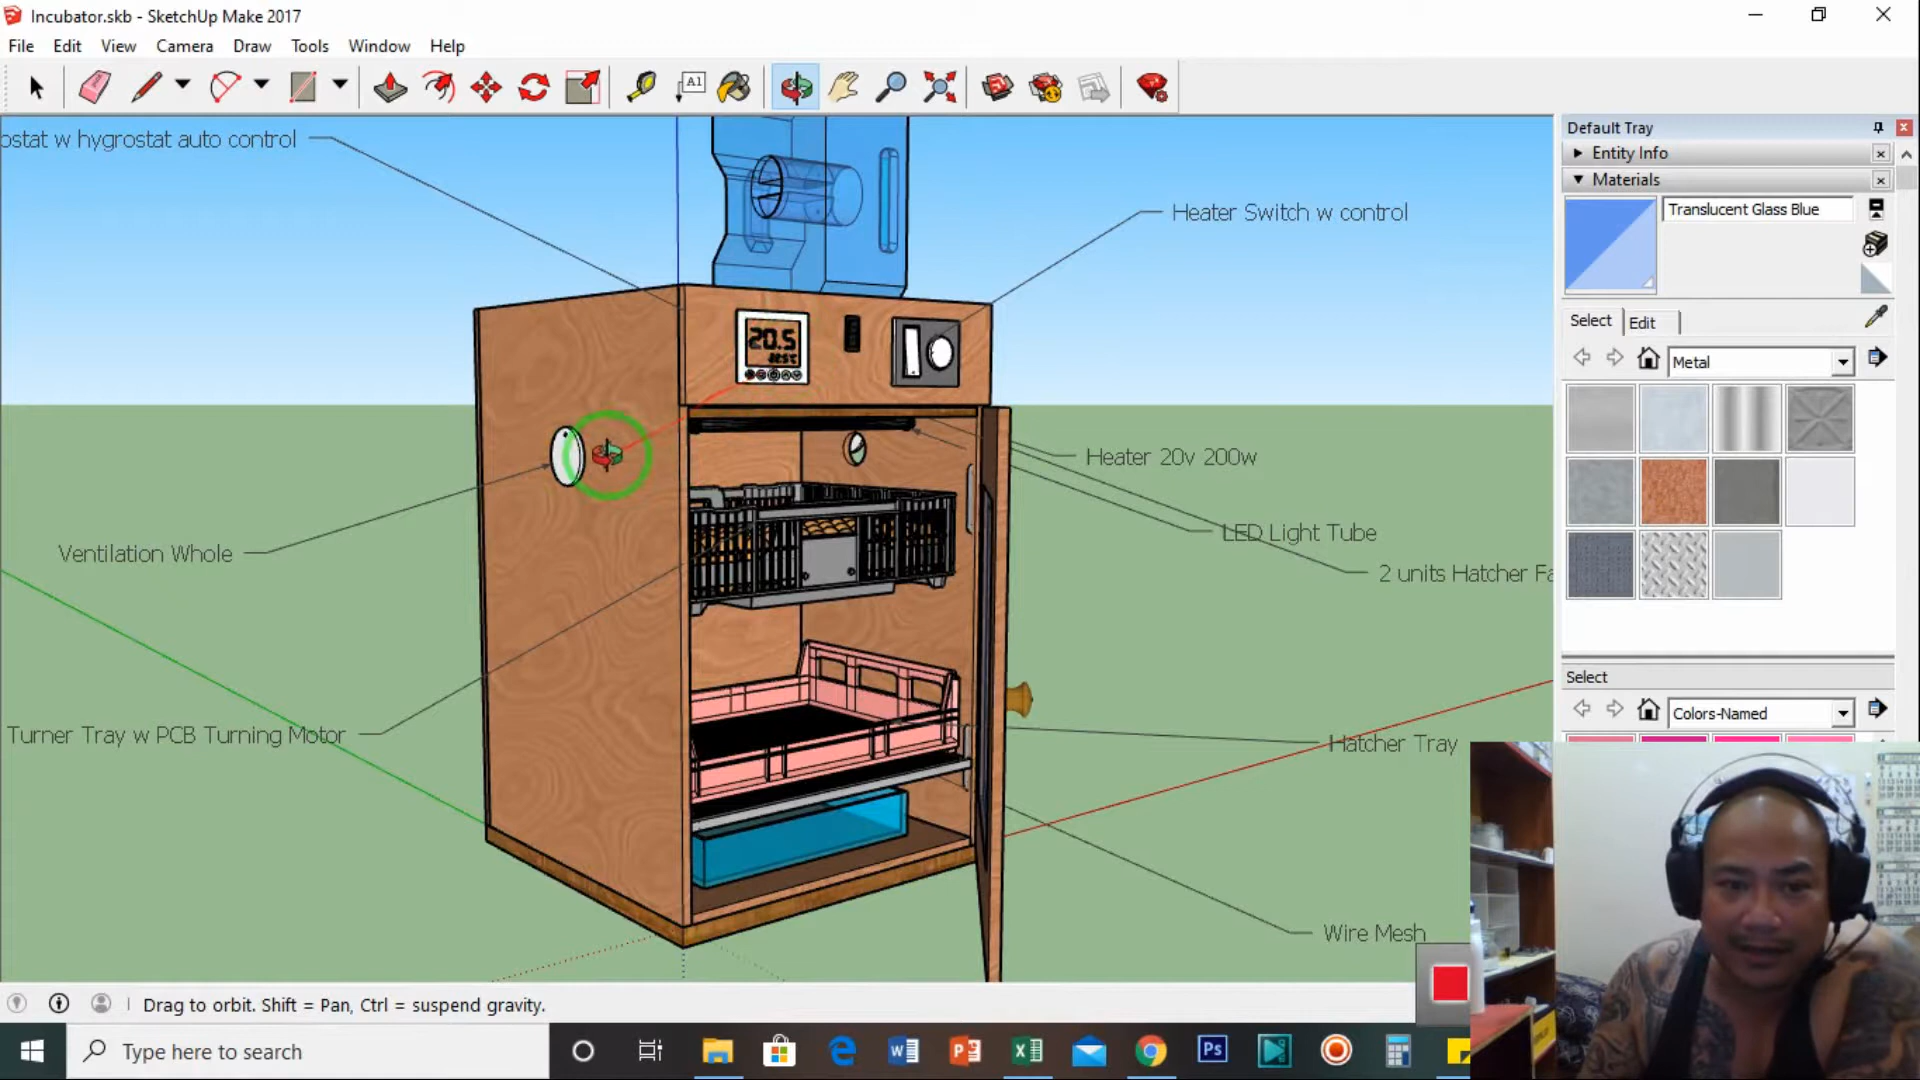 Incubator.skb - SketchUp Make 2017
File Edit View Camera Draw Tools Window Help
A1
Default Tray
Entity Info
Materials
Translucent Glass Blue
Select Edit
Metal
Select
Colors-Named
ostat w hygrostat auto control
Heater Switch w control
20.5
Heater 20v 200w
LED Light Tube
2 units Hatcher Fa
Ventilation Whole
Turner Tray w PCB Turning Motor
Hatcher Tray
Wire Mesh
Drag to orbit. Shift = Pan, Ctrl = suspend gravity.
Type here to search
Ps